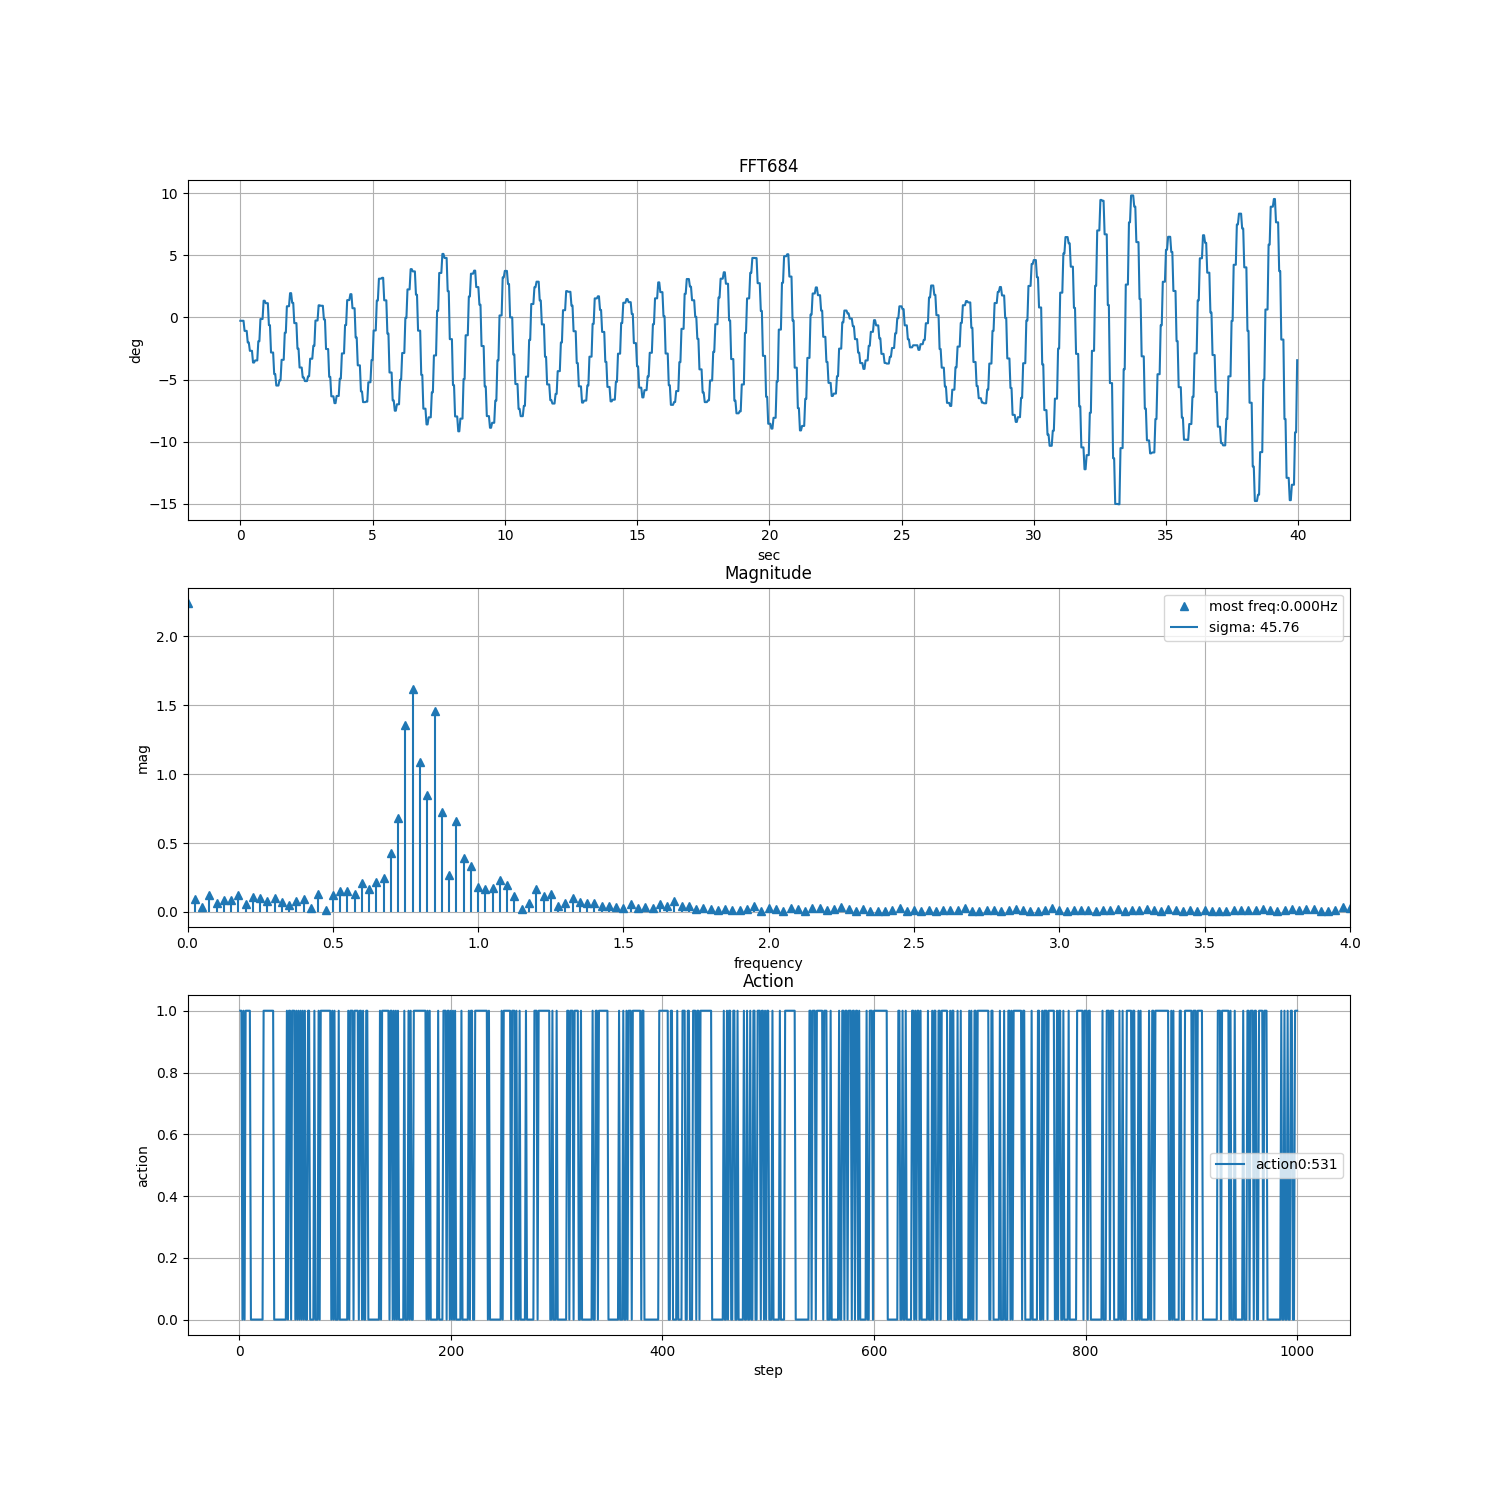 FFT684
10
5
0
−5
−10
−15
deg
0 5 10 15 20 25 30 35 40
sec
Magnitude
most freq:0.000Hz
sigma: 45.76
2.0
1.5
1.0
0.5
0.0
mag
0.0 0.5 1.0 1.5 2.0 2.5 3.0 3.5 4.0
frequency
Action
1.0
0.8
0.6
0.4
0.2
0.0
action
action0:531
0 200 400 600 800 1000
step